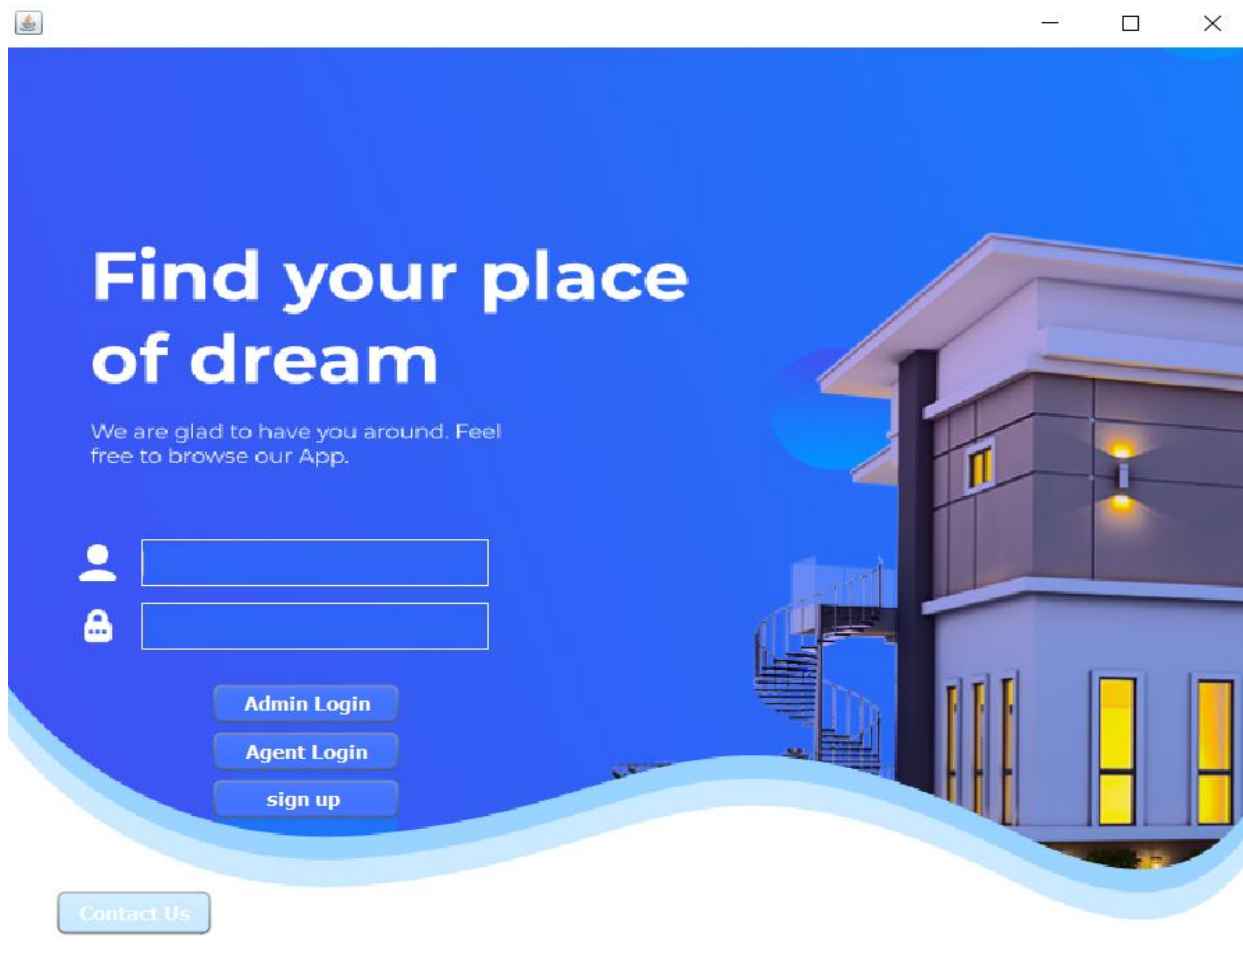 Find your place
of dream
We are glad to have you around. Feel
free to browse our App.
Admin Login
Agent Login
sign up
Contact Us